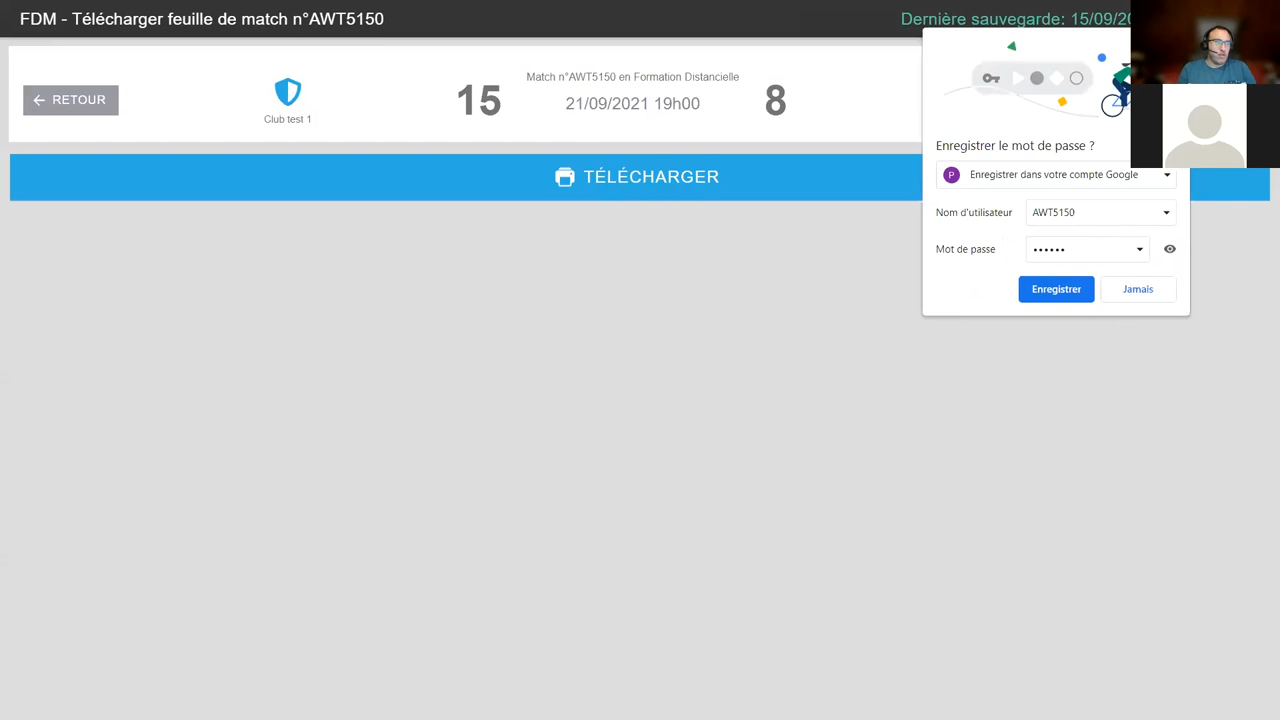 FDM - Télécharger feuille de match n°AWT5150
Dernière sauvegarde: 15/09/20
RETOUR
Club test 1
15
Match n°AWT5150 en Formation Distancielle
21/09/2021 19h00
8
TÉLÉCHARGER
Enregistrer le mot de passe ?
P
Enregistrer dans votre compte Google
Nom d'utilisateur
AWT5150
Mot de passe
••••••
Enregistrer
Jamais